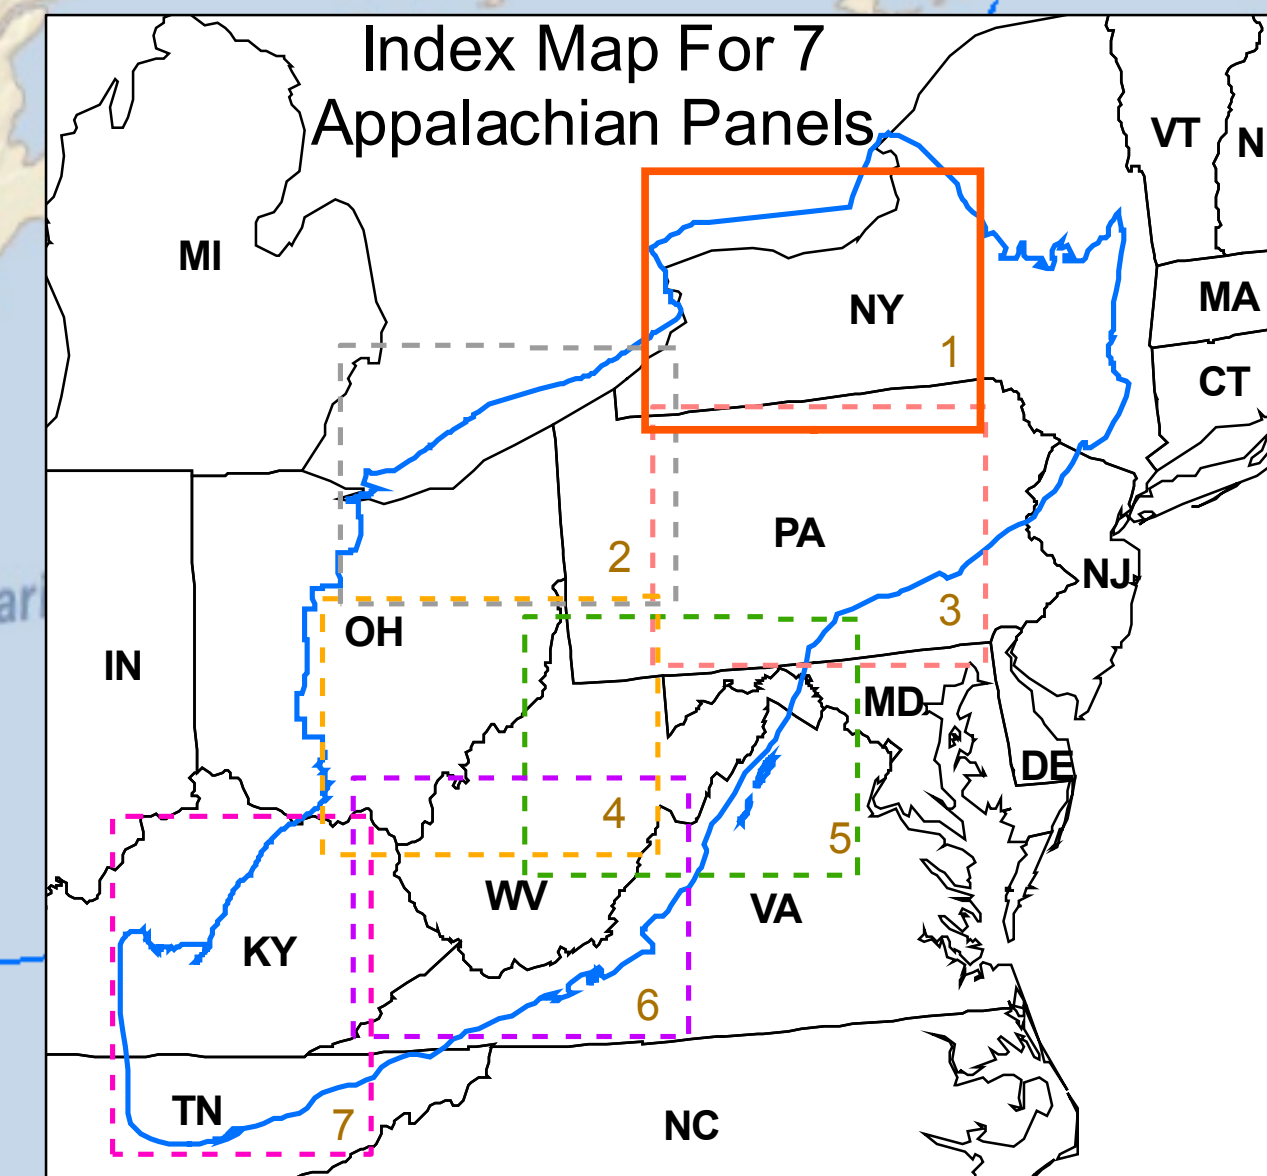 Index Map For 7
Appalachian Panels
VT
N
MI
MA
NY
1
CT
PA
2
NJ
ari
3
OH
IN
MD
DE
4
5
WV
VA
KY
6
TN
7
NC